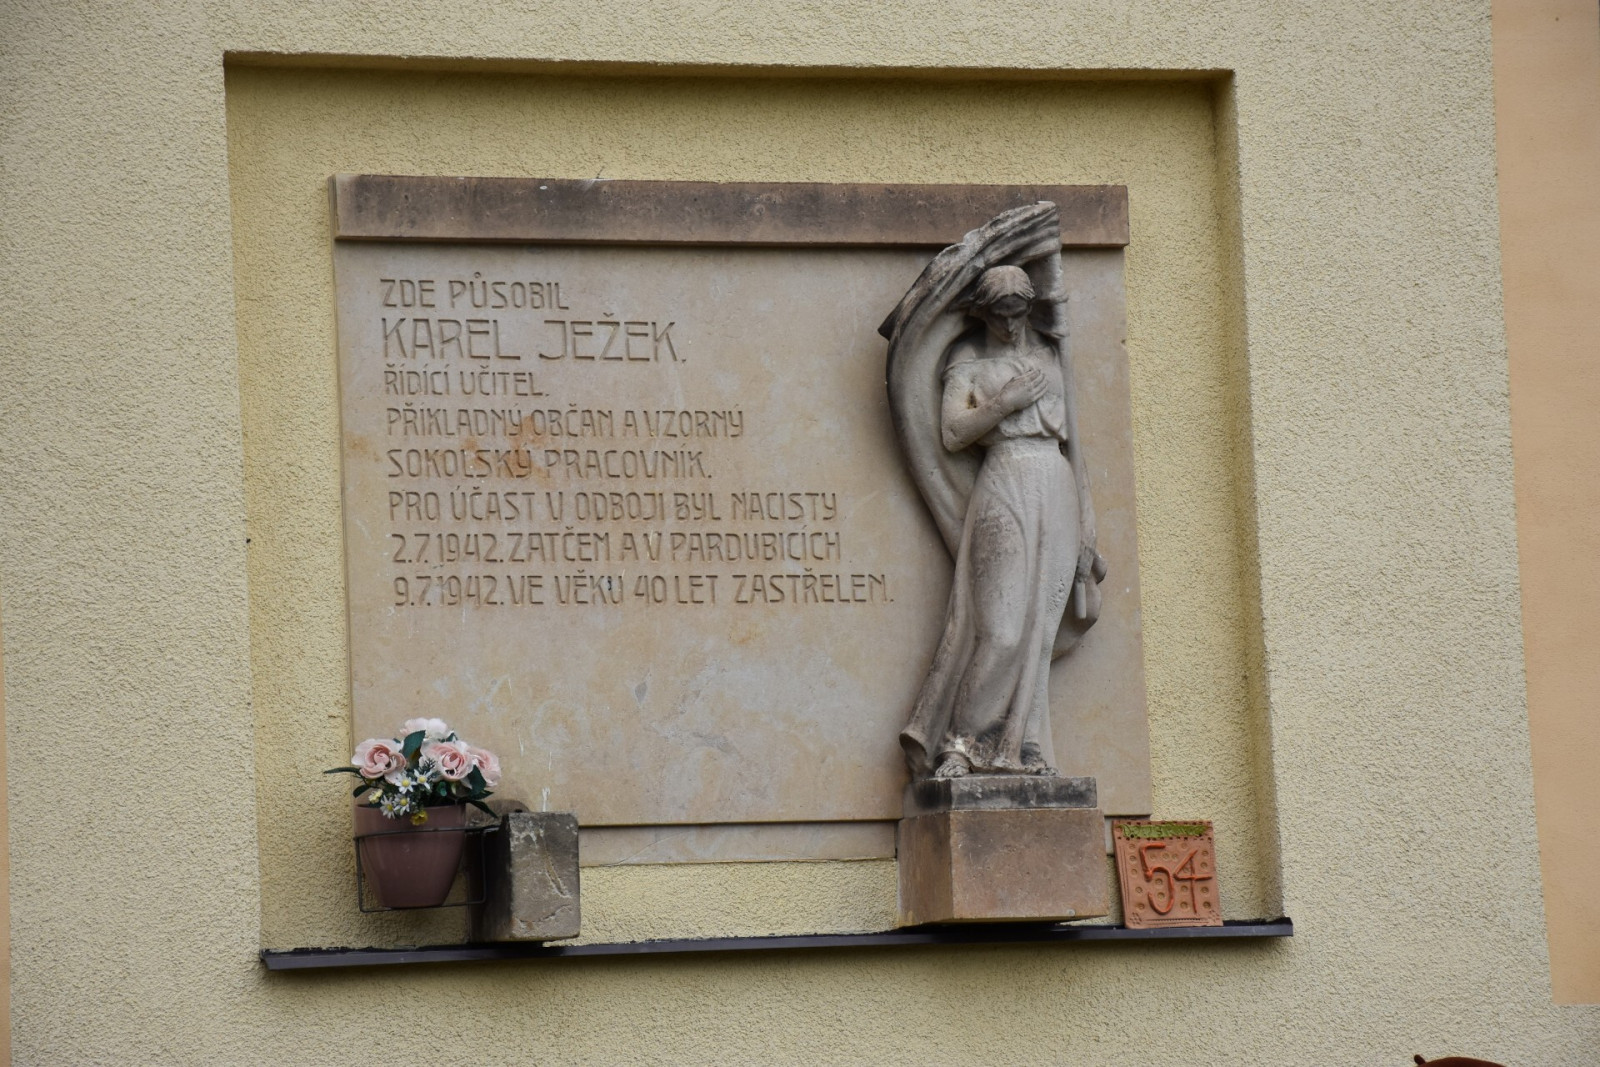 ZDE PŮSOBIL
KAREL JEŽEK.
ŘÍDÍCÍ UČITEL.
PŘÍKLADNÝ OBČAN A VZORNÝ
SOKOLSKÝ PRACOVNÍK.
PRO ÚČAST V ODBOJI BYL NACISTY
2.7.1942. ZATČEN A V PARDUBICÍCH
9.7.1942. VE VĚKU 40 LET ZASTŘELEN.
54